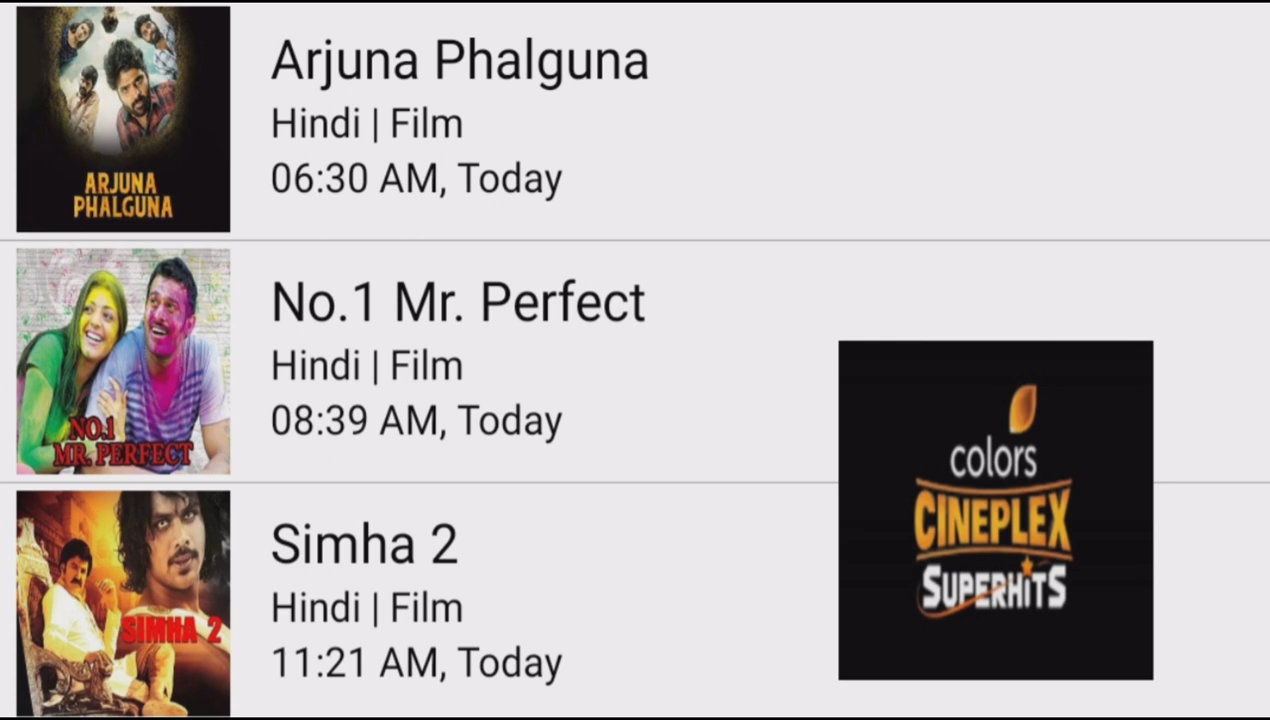 ARJUNA
PHALGUNA
Arjuna Phalguna
Hindi | Film
06:30 AM, Today
NO.1
MR. PERFECT
No.1 Mr. Perfect
Hindi | Film
08:39 AM, Today
SIMHA 2
Simha 2
Hindi | Film
11:21 AM, Today
colors
CINEPLEX
SUPERHiTS